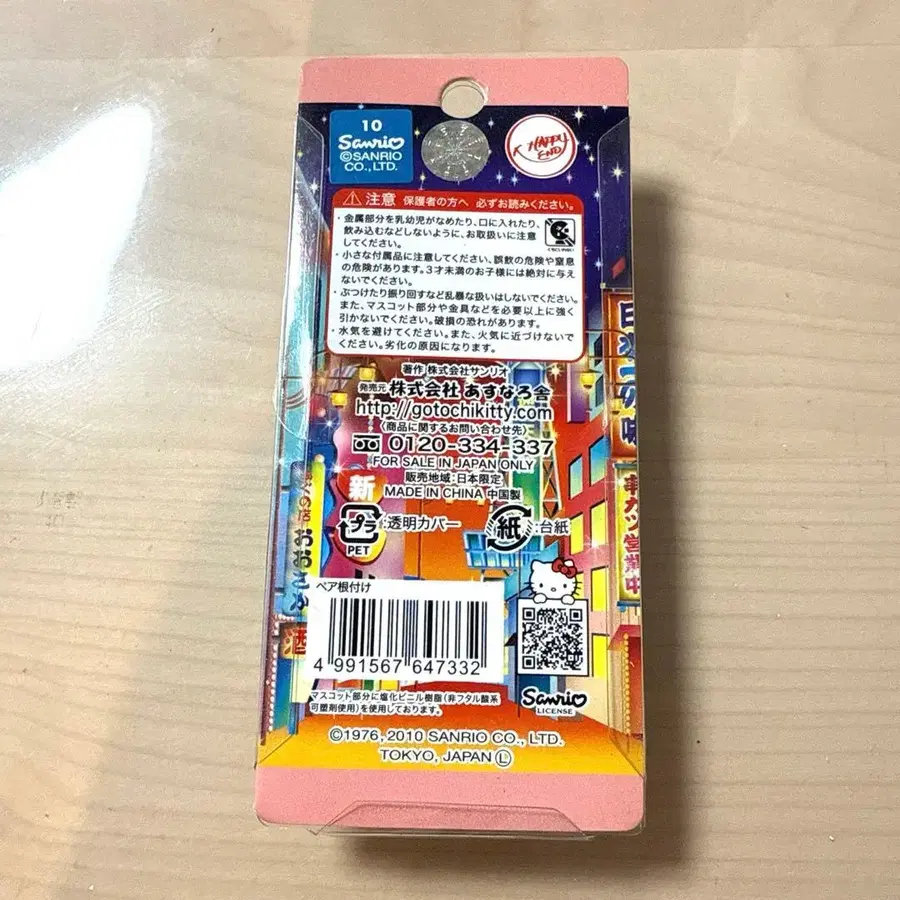 10
Sanrio
©SANRIO
CO., LTD.
K HAPPY
END
注意 保護者の方へ 必ずお読みください。
・金属部分を乳幼児がなめたり、口に入れたり、
飲み込むなどしないように、お取扱いに注意
してください。
・小さな付属品に注意してください、誤飲の危険や窒息
の危険があります。3才未満のお子様には絶対に与え
ないでください。
・ぶつけたり振り回すなど乱暴な扱いはしないでください。
また、マスコット部分や金具などを必要以上に強く
引かないでください。破損の恐れがあります。
・水気を避けてください。また、火気に近づけないで
ください。劣化の原因になります。
著作 株式会社サンリオ
発売元 株式会社 あすなろ舎
http://gotochikitty.com
〈商品に関するお問い合わせ先〉
0120-334-337
FOR SALE IN JAPAN ONLY
販売地域:日本限定
MADE IN CHINA 中国製
新
プラ:透明カバー
PET
紙:台紙
おおさか
串カツ営業中
酒
ペア根付け
4 991567 647332
Sanrio
LICENSE
マスコット部分に塩化ビニル樹脂(非フタル酸系
可塑剤使用)を使用しております。
©1976, 2010 SANRIO CO., LTD.
TOKYO, JAPAN Ⓛ